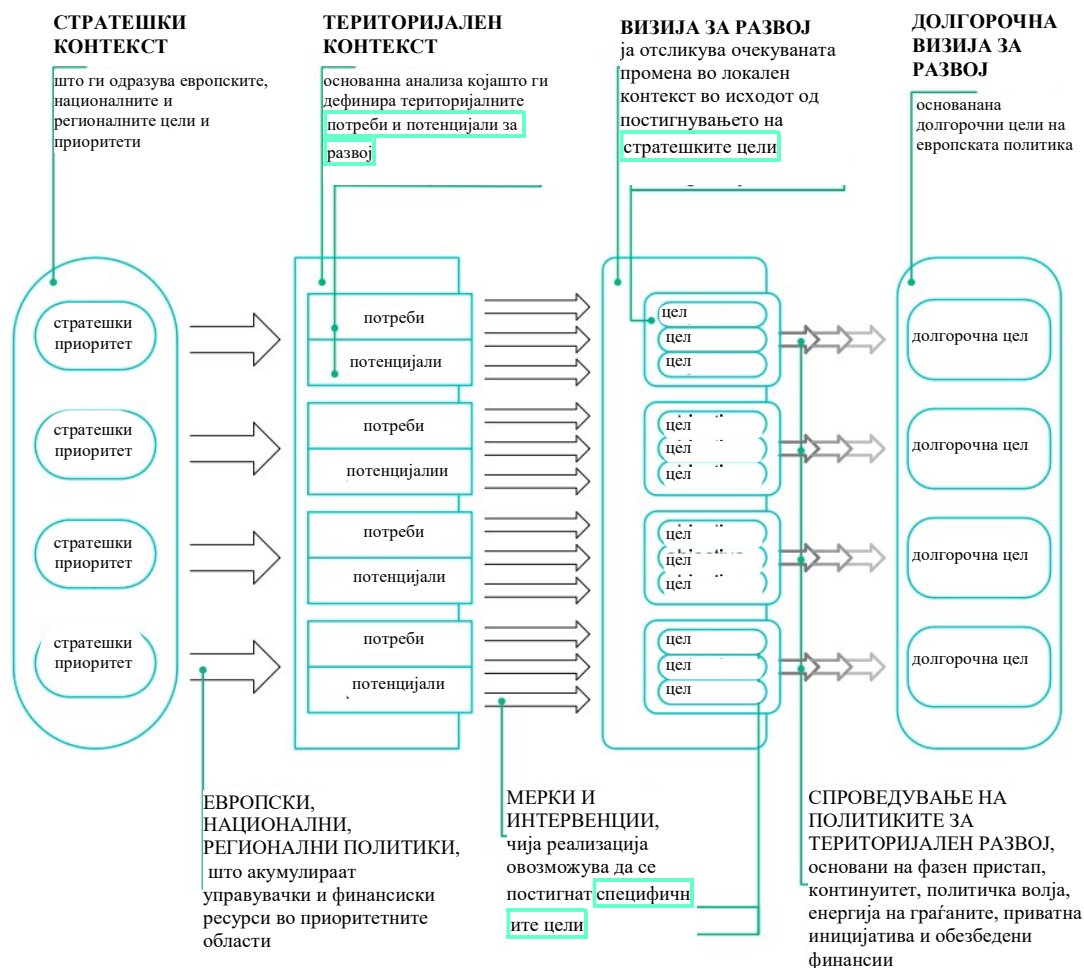 СТРАТЕШКИ
КОНТЕКСТ
што ги одразува европските,
националните и
регионалните цели и
приоритети
ТЕРИТОРИЈАЛЕН
КОНТЕКСТ
основанна анализа којашто ги
дефинира територијалните
потреби и потенцијали за
развој
ВИЗИЈА ЗА РАЗВОЈ
ја отсликува очекуваната
промена во локален
контекст во исходот од
постигнувањето на
стратешките цели
ДОЛГОРОЧНА
ВИЗИЈА ЗА
РАЗВОЈ
основанана
долгорочни цели на
европската политика
стратешки
приоритет
потреби
потенцијали
цел
цел
цел
долгорочна цел
стратешки
приоритет
потреби
потенцијалии
цел
цел
цел
долгорочна цел
стратешки
приоритет
потреби
потенцијали
цел
цел
цел
долгорочна цел
стратешки
приоритет
потреби
потенцијали
цел
цел
цел
долгорочна цел
ЕВРОПСКИ,
НАЦИОНАЛНИ,
РЕГИОНАЛНИ ПОЛИТИКИ,
што акумулираат
управувачки и финансиски
ресурси во приоритетните
области
МЕРКИ И
ИНТЕРВЕНЦИИ,
чија реализација
овозможува да се
постигнат специфичн
ите цели
СПРОВЕДУВАЊЕ НА
ПОЛИТИКИТЕ ЗА
ТЕРИТОРИЈАЛЕН РАЗВОЈ,
основани на фазен пристап,
континуитет, политичка волја,
енергија на граѓаните, приватна
иницијатива и обезбедени
финансии